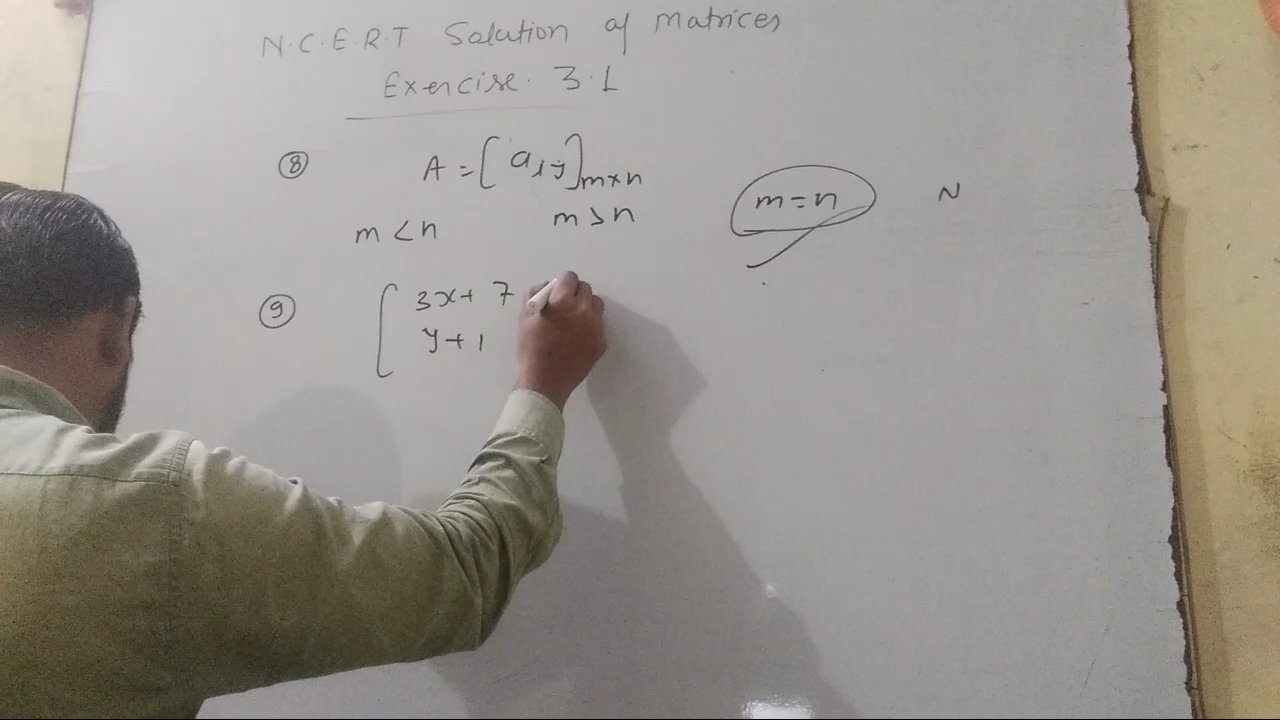 N.C.E.R.T Solution of Matrices
Exercise. 3.1
⑧ A = [aij]m×n
m < n m > n m = n N
⑨ [ 3x + 7
y + 1